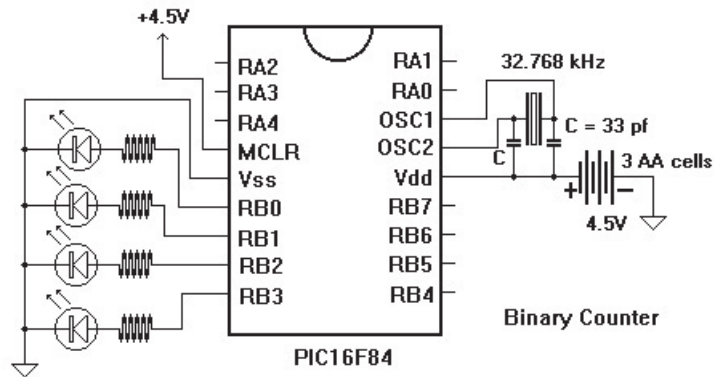 +4.5V
RA2
RA3
RA4
MCLR
Vss
RB0
RB1
RB2
RB3
RA1
RA0
OSC1
OSC2
Vdd
RB7
RB6
RB5
RB4
32.768 kHz
C = 33 pf
C
3 AA cells
+ –
4.5V
Binary Counter
PIC16F84